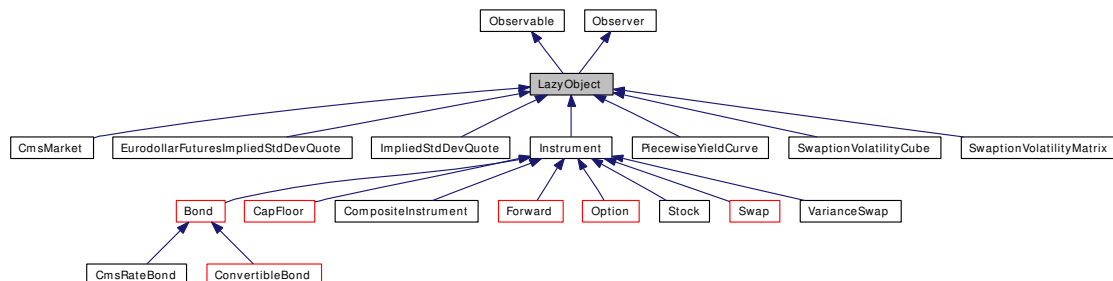 Observable Observer
LazyObject
CmsMarket EurodollarFuturesImpliedStdDevQuote ImpliedStdDevQuote Instrument PiecewiseYieldCurve SwaptionVolatilityCube SwaptionVolatilityMatrix
Bond CapFloor CompositeInstrument Forward Option Stock Swap VarianceSwap
CmsRateBond ConvertibleBond